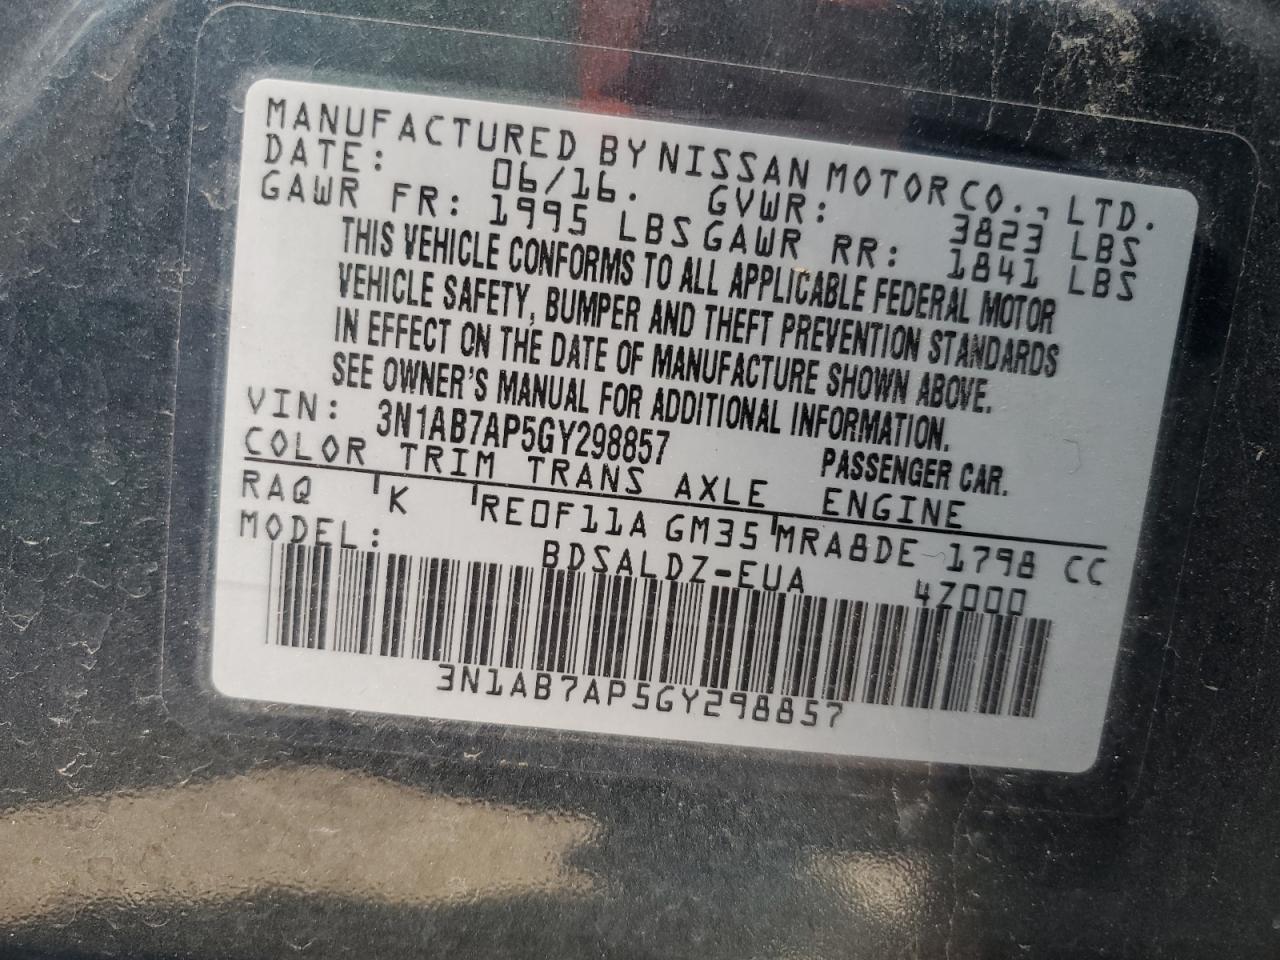 MANUFACTURED BY NISSAN MOTOR CO., LTD.
DATE: 06/16. GVWR: 3823 LBS
GAWR FR: 1995 LBS GAWR RR: 1841 LBS
THIS VEHICLE CONFORMS TO ALL APPLICABLE FEDERAL MOTOR
VEHICLE SAFETY, BUMPER AND THEFT PREVENTION STANDARDS
IN EFFECT ON THE DATE OF MANUFACTURE SHOWN ABOVE.
SEE OWNER'S MANUAL FOR ADDITIONAL INFORMATION.
VIN: 3N1AB7AP5GY298857 PASSENGER CAR.
COLOR TRIM TRANS AXLE ENGINE
RAQ K RE0F11A GM35 MRA8DE 1798 CC
MODEL: BDSALDZ-EUA 4Z000
3N1AB7AP5GY298857